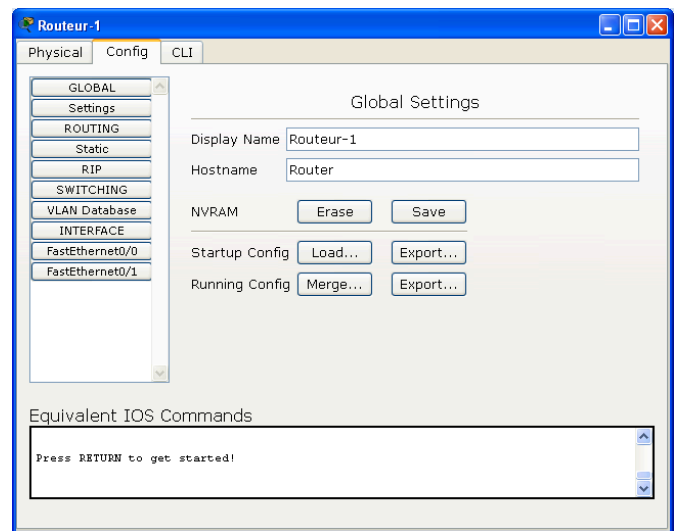 Routeur-1
Physical Config CLI
GLOBAL
Settings
ROUTING
Static
RIP
SWITCHING
VLAN Database
INTERFACE
FastEthernet0/0
FastEthernet0/1
Global Settings
Display Name Routeur-1
Hostname Router
NVRAM Erase Save
Startup Config Load... Export...
Running Config Merge... Export...
Equivalent IOS Commands
Press RETURN to get started!